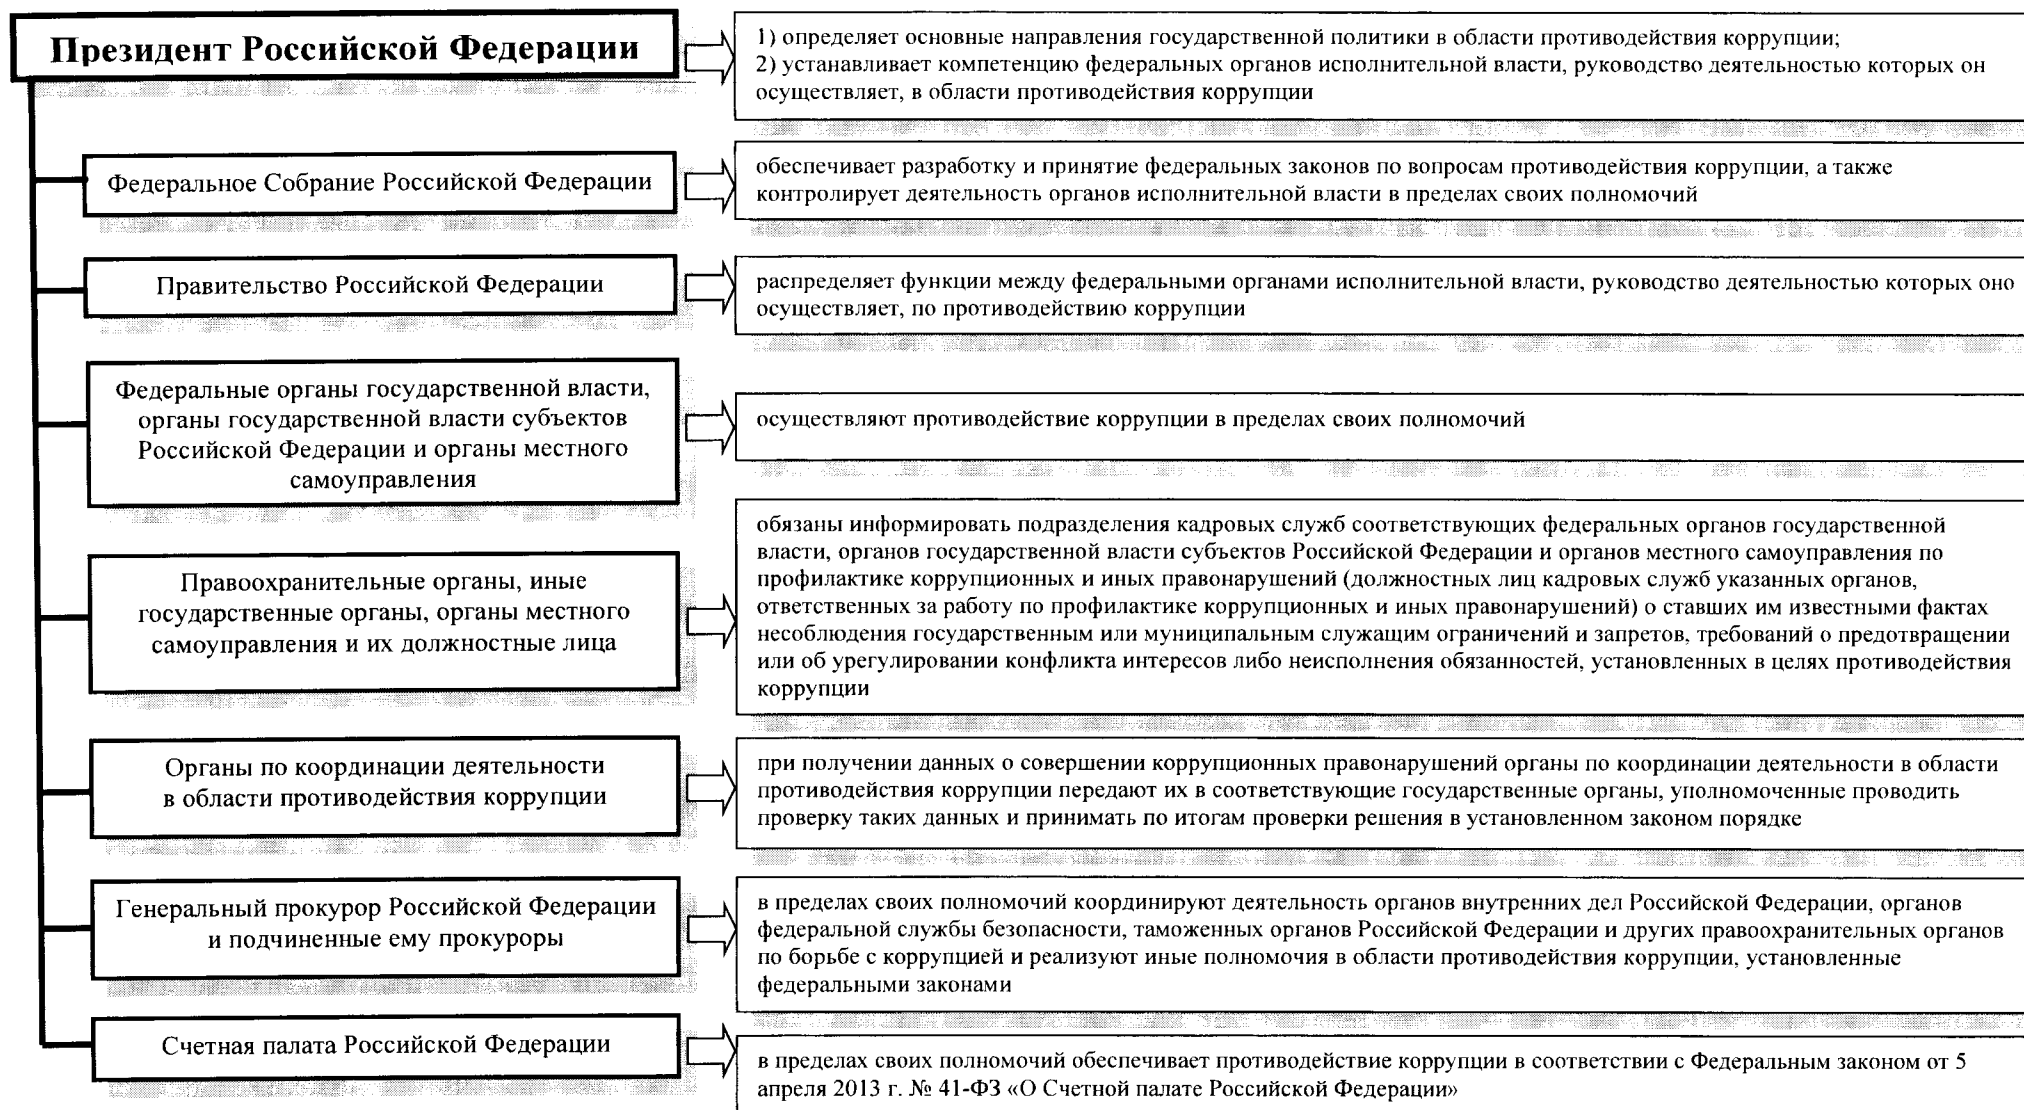 Президент Российской Федерации
1) определяет основные направления государственной политики в области противодействия коррупции;
2) устанавливает компетенцию федеральных органов исполнительной власти, руководство деятельностью которых он
осуществляет, в области противодействия коррупции
Федеральное Собрание Российской Федерации
обеспечивает разработку и принятие федеральных законов по вопросам противодействия коррупции, а также
контролирует деятельность органов исполнительной власти в пределах своих полномочий
Правительство Российской Федерации
распределяет функции между федеральными органами исполнительной власти, руководство деятельностью которых оно
осуществляет, по противодействию коррупции
Федеральные органы государственной власти,
органы государственной власти субъектов
Российской Федерации и органы местного
самоуправления
осуществляют противодействие коррупции в пределах своих полномочий
Правоохранительные органы, иные
государственные органы, органы местного
самоуправления и их должностные лица
обязаны информировать подразделения кадровых служб соответствующих федеральных органов государственной
власти, органов государственной власти субъектов Российской Федерации и органов местного самоуправления по
профилактике коррупционных и иных правонарушений (должностных лиц кадровых служб указанных органов,
ответственных за работу по профилактике коррупционных и иных правонарушений) о ставших им известными фактах
несоблюдения государственным или муниципальным служащим ограничений и запретов, требований о предотвращении
или об урегулировании конфликта интересов либо неисполнения обязанностей, установленных в целях противодействия
коррупции
Органы по координации деятельности
в области противодействия коррупции
при получении данных о совершении коррупционных правонарушений органы по координации деятельности в области
противодействия коррупции передают их в соответствующие государственные органы, уполномоченные проводить
проверку таких данных и принимать по итогам проверки решения в установленном законом порядке
Генеральный прокурор Российской Федерации
и подчиненные ему прокуроры
в пределах своих полномочий координируют деятельность органов внутренних дел Российской Федерации, органов
федеральной службы безопасности, таможенных органов Российской Федерации и других правоохранительных органов
по борьбе с коррупцией и реализуют иные полномочия в области противодействия коррупции, установленные
федеральными законами
Счетная палата Российской Федерации
в пределах своих полномочий обеспечивает противодействие коррупции в соответствии с Федеральным законом от 5
апреля 2013 г. № 41-ФЗ «О Счетной палате Российской Федерации»